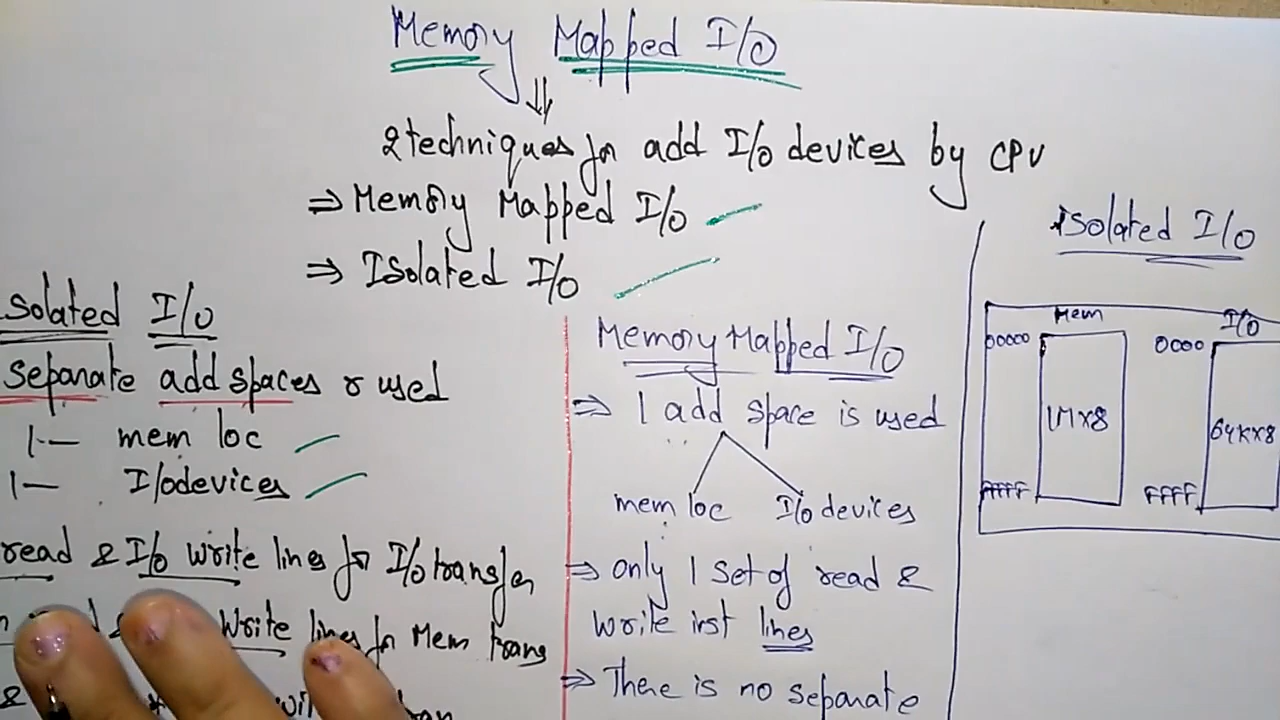 Memory Mapped I/O
2 techniques for add I/o devices by CPU
⇒ Memory Mapped I/o
⇒ Isolated I/o
solated I/o
Separate add spaces r used
1- mem loc
1- I/o devices
read & I/o write lines for I/o transfer
write lines for Mem trans
&
Memory Mapped I/o
⇒ 1 add space is used
mem loc I/o devices
⇒ only 1 set of read &
write inst lines
⇒ There is no separate
isolated I/o
Mem I/o
00000 0000
1M×8 64K×8
FFFFF FFFF